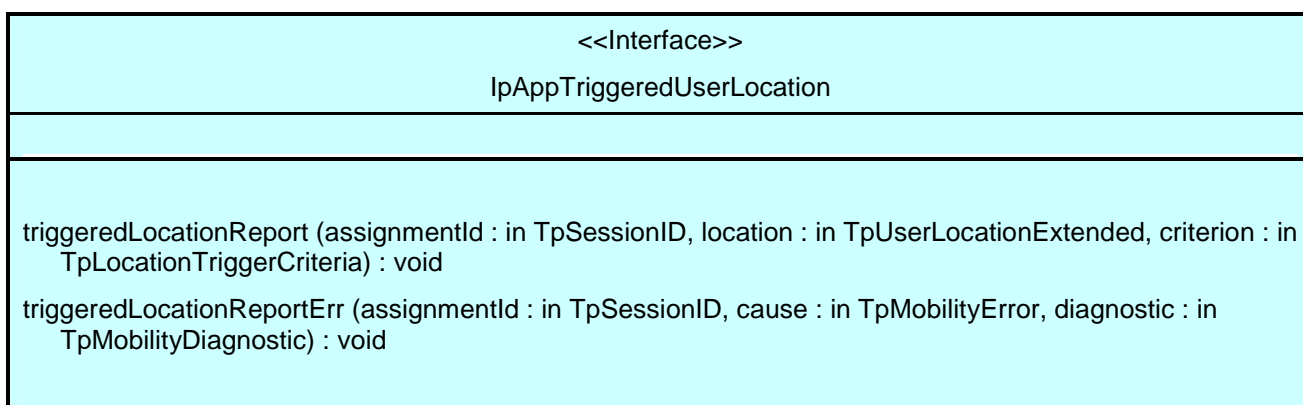 <<Interface>>
IpAppTriggeredUserLocation
triggeredLocationReport (assignmentId : in TpSessionID, location : in TpUserLocationExtended, criterion : in
TpLocationTriggerCriteria) : void
triggeredLocationReportErr (assignmentId : in TpSessionID, cause : in TpMobilityError, diagnostic : in
TpMobilityDiagnostic) : void